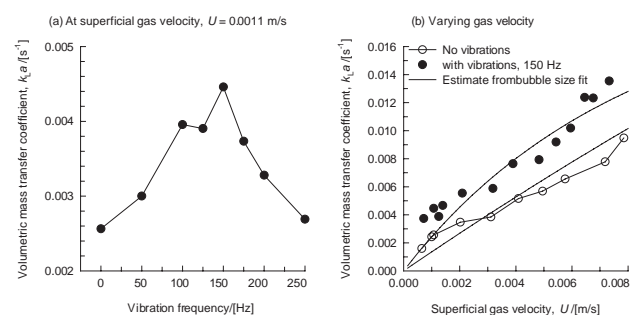 (a) At superficial gas velocity, U = 0.0011 m/s
Volumetric mass transfer coefficient, kLa /[s-1]
0.005
0.004
0.003
0.002
0 50 100 150 200 250
Vibration frequency/[Hz]
(b) Varying gas velocity
Volumetric mass transfer coefficient, kLa /[s-1]
0.016
0.014
0.012
0.010
0.008
0.006
0.004
0.002
0.000
No vibrations
with vibrations, 150 Hz
Estimate frombubble size fit
0.000 0.002 0.004 0.006 0.008
Superficial gas velocity, U /[m/s]